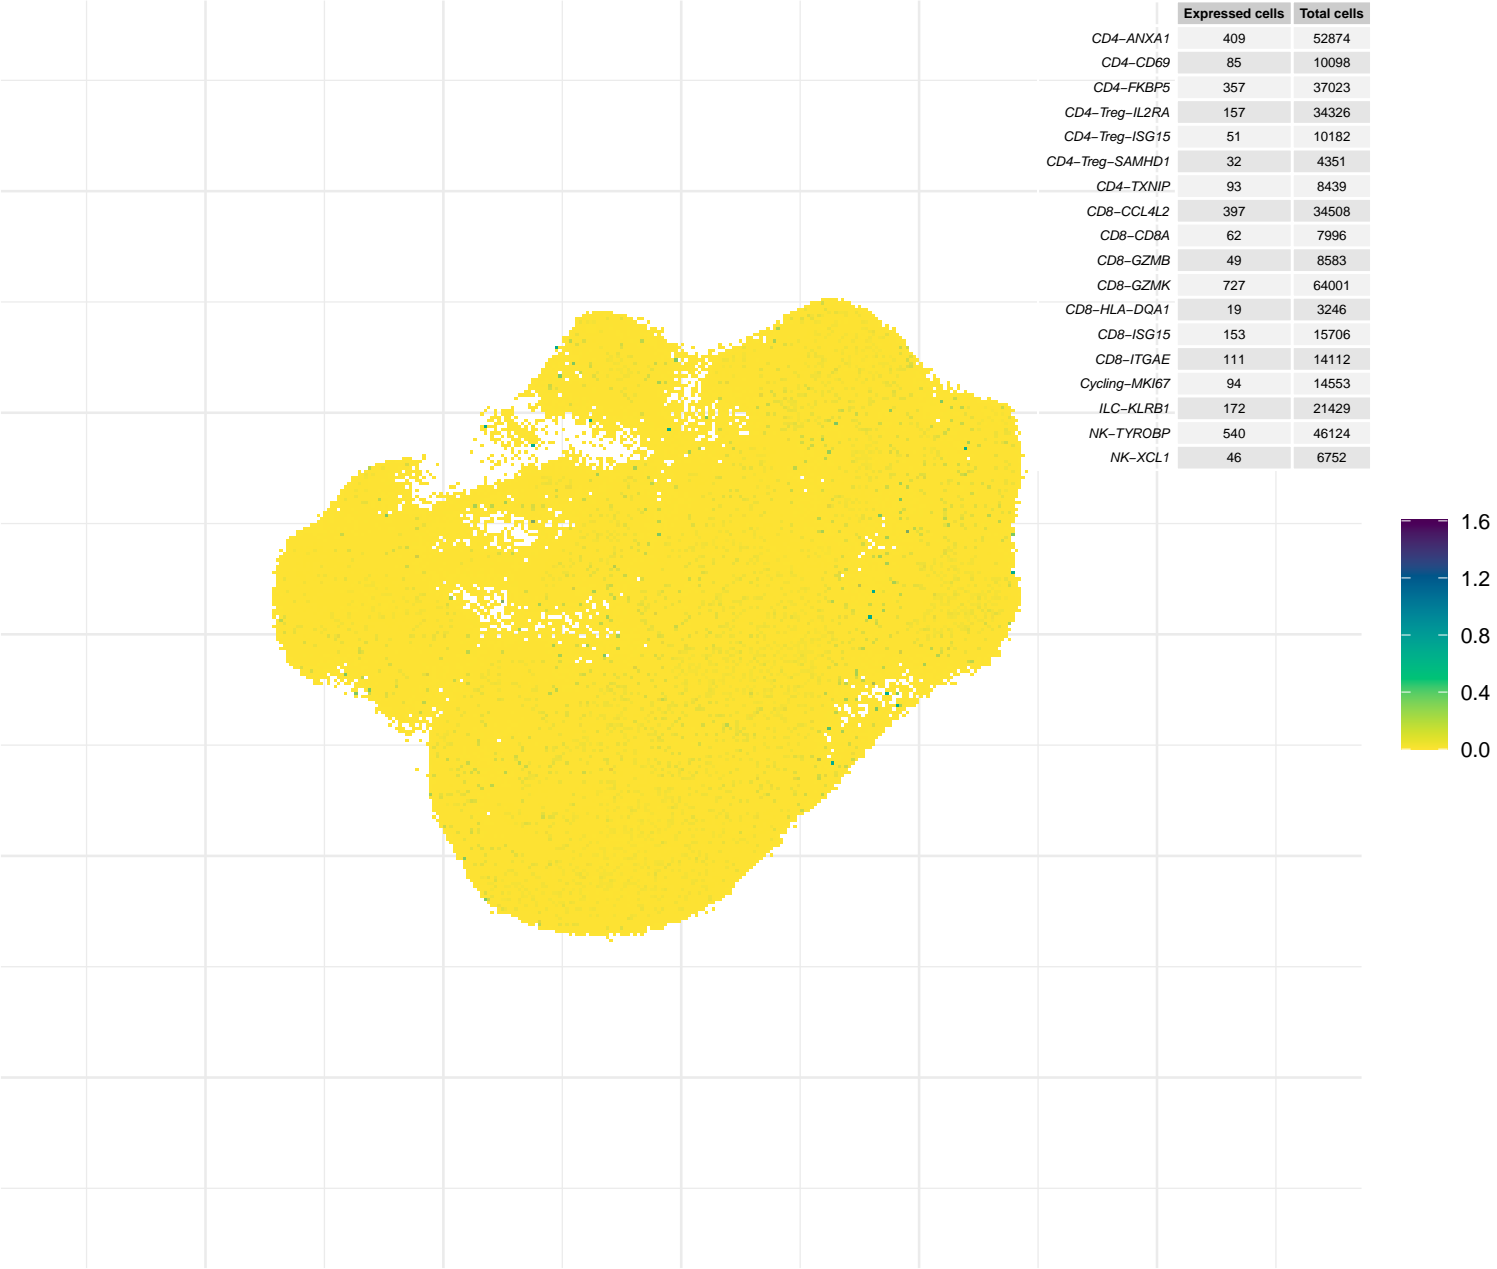 Expressed cells Total cells
CD4−ANXA1 409 52874
CD4−CD69 85 10098
CD4−FKBP5 357 37023
CD4−Treg−IL2RA 157 34326
CD4−Treg−ISG15 51 10182
CD4−Treg−SAMHD1 32 4351
CD4−TXNIP 93 8439
CD8−CCL4L2 397 34508
CD8−CD8A 62 7996
CD8−GZMB 49 8583
CD8−GZMK 727 64001
CD8−HLA−DQA1 19 3246
CD8−ISG15 153 15706
CD8−ITGAE 111 14112
Cycling−MKI67 94 14553
ILC−KLRB1 172 21429
NK−TYROBP 540 46124
NK−XCL1 46 6752
1.6
1.2
0.8
0.4
0.0